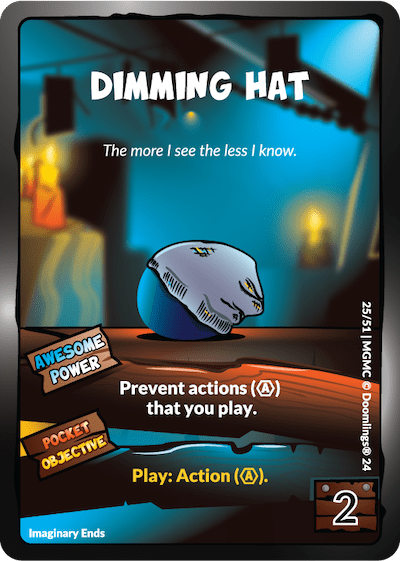 DIMMING HAT
The more I see the less I know.
AWESOME
POWER
Prevent actions (Ⓐ)
that you play.
POCKET
OBJECTIVE
Play: Action (Ⓐ).
25/51 | MGMC © Doomlings® 24
2
Imaginary Ends